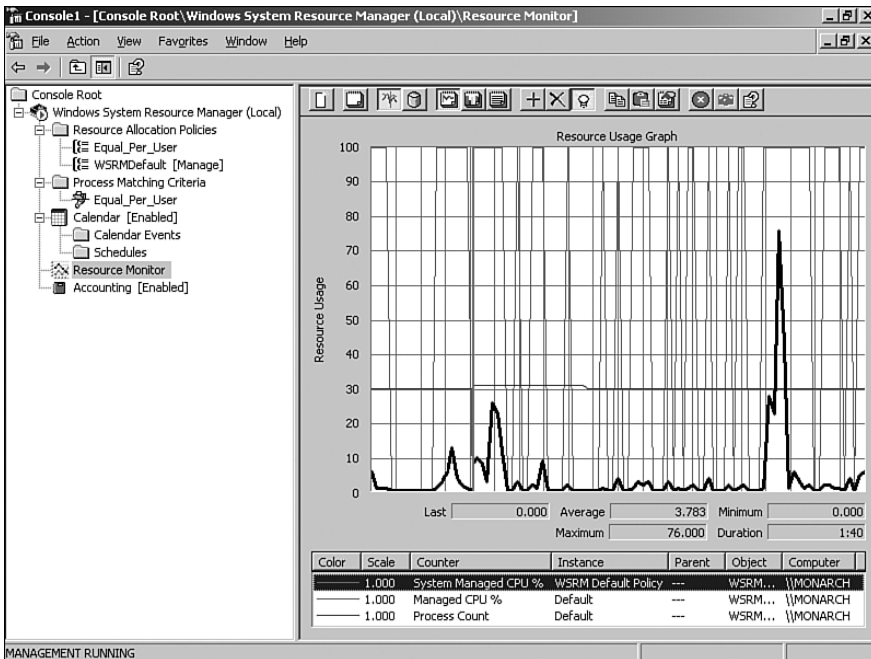 Console1 - [Console Root\Windows System Resource Manager (Local)\Resource Monitor]
File Action View Favorites Window Help
Console Root
Windows System Resource Manager (Local)
Resource Allocation Policies
Equal_Per_User
WSRMDefault [Manage]
Process Matching Criteria
Equal_Per_User
Calendar [Enabled]
Calendar Events
Schedules
Resource Monitor
Accounting [Enabled]
Resource Usage Graph
Resource Usage
100
90
80
70
60
50
40
30
20
10
0
Last 0.000 Average 3.783 Minimum 0.000
Maximum 76.000 Duration 1:40
Color Scale Counter Instance Parent Object Computer
1.000 System Managed CPU % WSRM Default Policy --- WSRM... \\MONARCH
1.000 Managed CPU % Default --- WSRM... \\MONARCH
1.000 Process Count Default --- WSRM... \\MONARCH
MANAGEMENT RUNNING